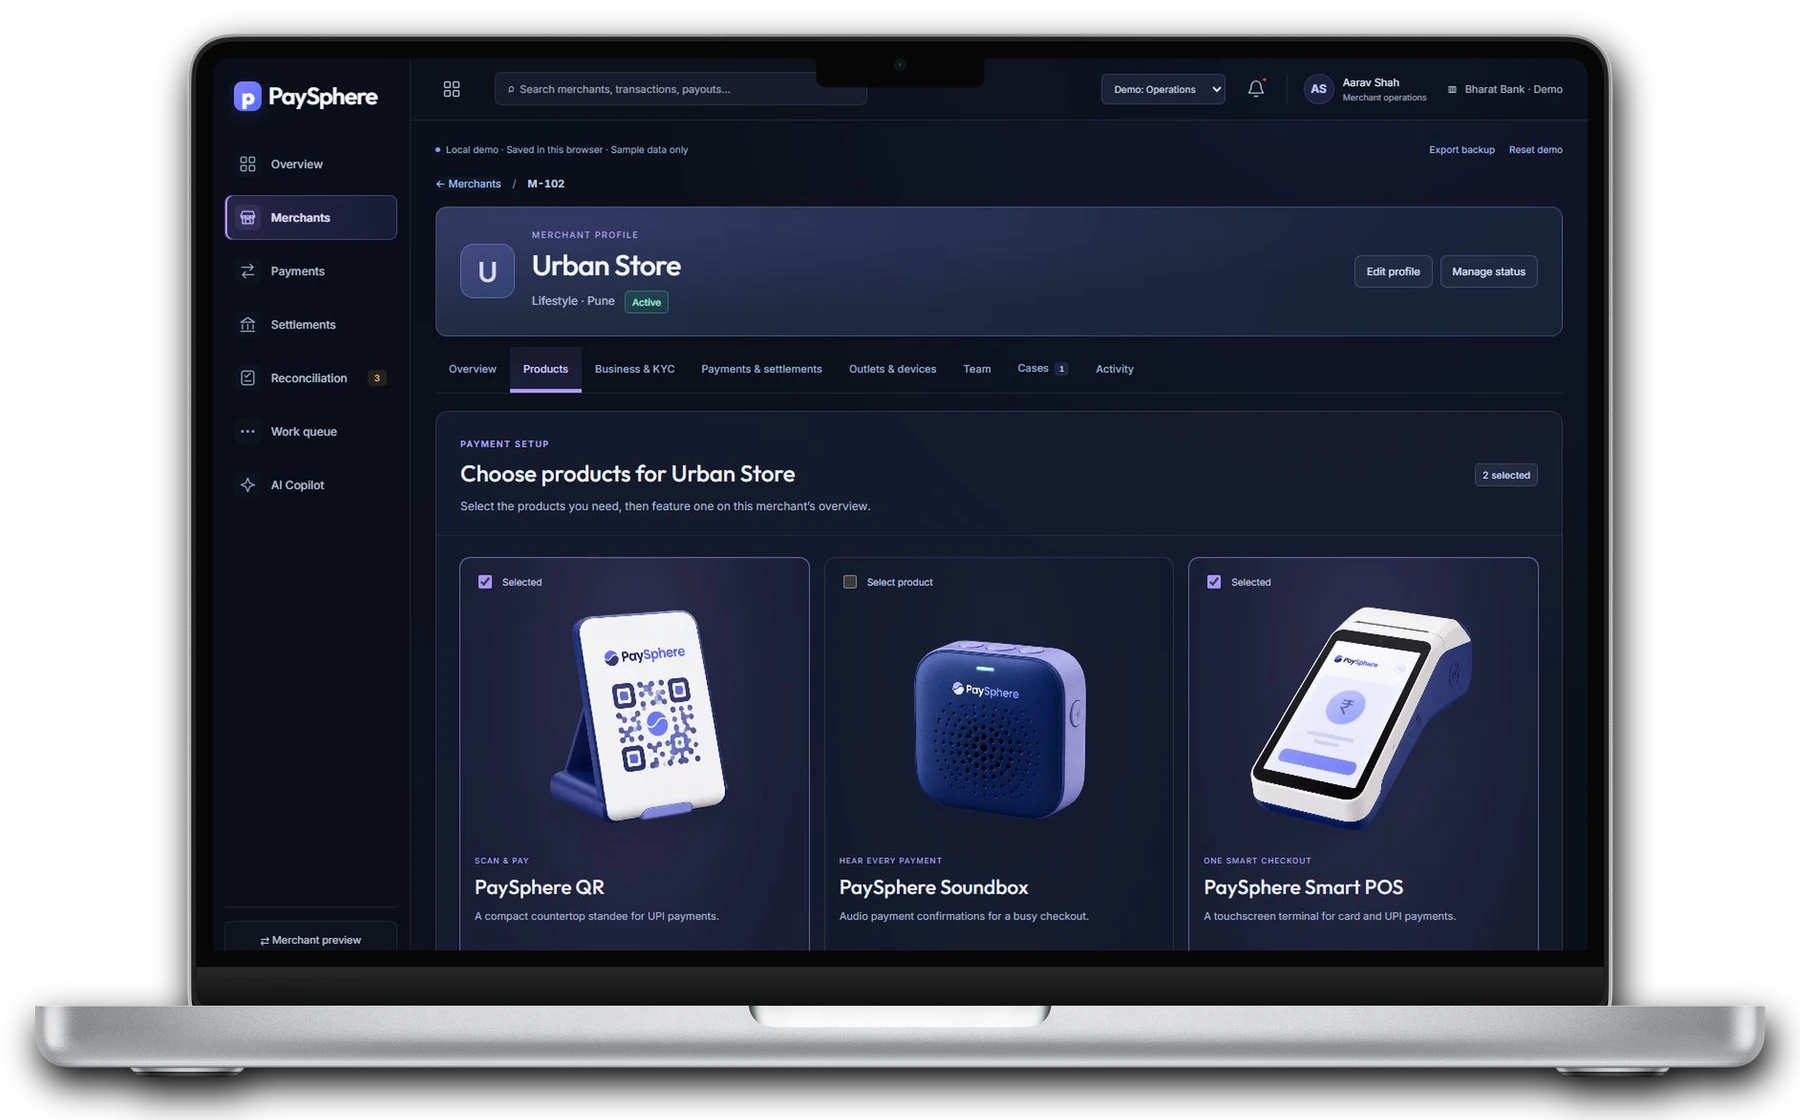 PaySphere
Search merchants, transactions, payouts...
Demo: Operations
AS
Aarav Shah
Merchant operations
Bharat Bank · Demo
Overview
Merchants
Payments
Settlements
Reconciliation 3
Work queue
AI Copilot
⇄ Merchant preview
Local demo · Saved in this browser · Sample data only
Export backup
Reset demo
← Merchants / M-102
U
MERCHANT PROFILE
Urban Store
Lifestyle · Pune
Active
Edit profile
Manage status
Overview
Products
Business & KYC
Payments & settlements
Outlets & devices
Team
Cases 1
Activity
PAYMENT SETUP
Choose products for Urban Store
Select the products you need, then feature one on this merchant's overview.
2 selected
Selected
PaySphere
SCAN & PAY
PaySphere QR
A compact countertop standee for UPI payments.
Select product
PaySphere
HEAR EVERY PAYMENT
PaySphere Soundbox
Audio payment confirmations for a busy checkout.
Selected
PaySphere
₹
ONE SMART CHECKOUT
PaySphere Smart POS
A touchscreen terminal for card and UPI payments.